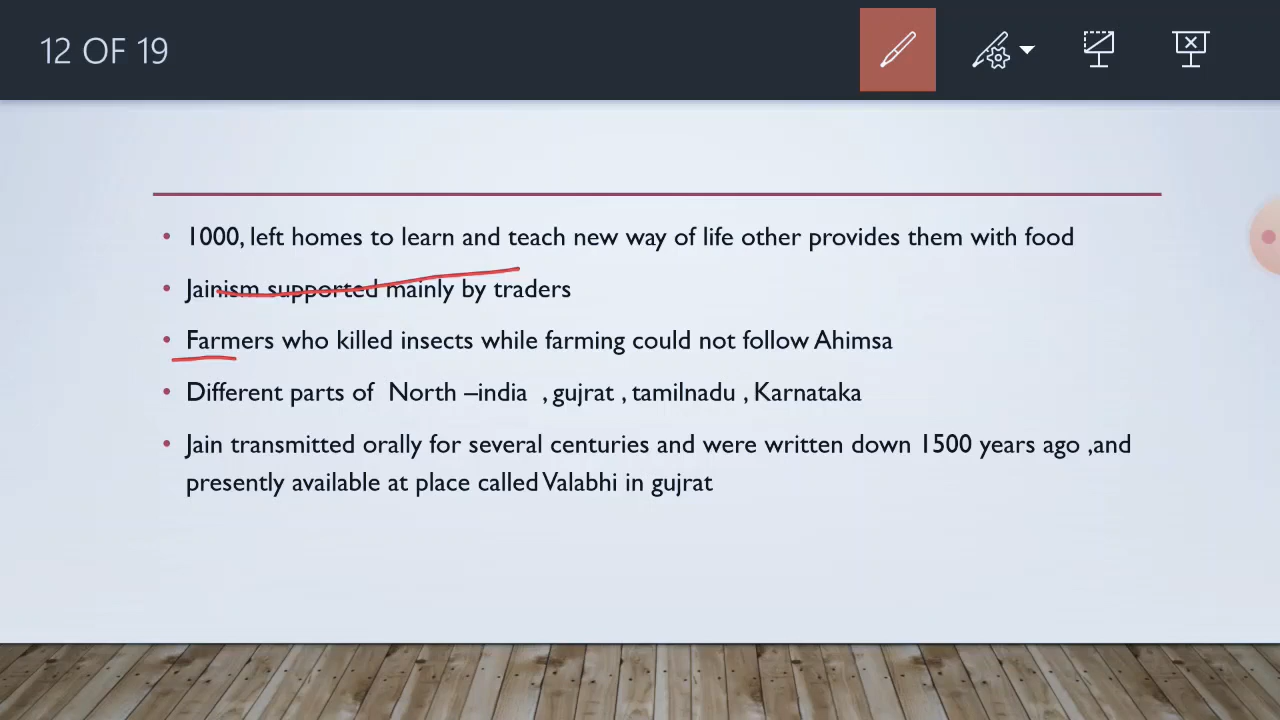 12 OF 19
• 1000, left homes to learn and teach new way of life other provides them with food
• Jainism supported mainly by traders
• Farmers who killed insects while farming could not follow Ahimsa
• Different parts of North –india , gujrat , tamilnadu , Karnataka
• Jain transmitted orally for several centuries and were written down 1500 years ago ,and
presently available at place called Valabhi in gujrat